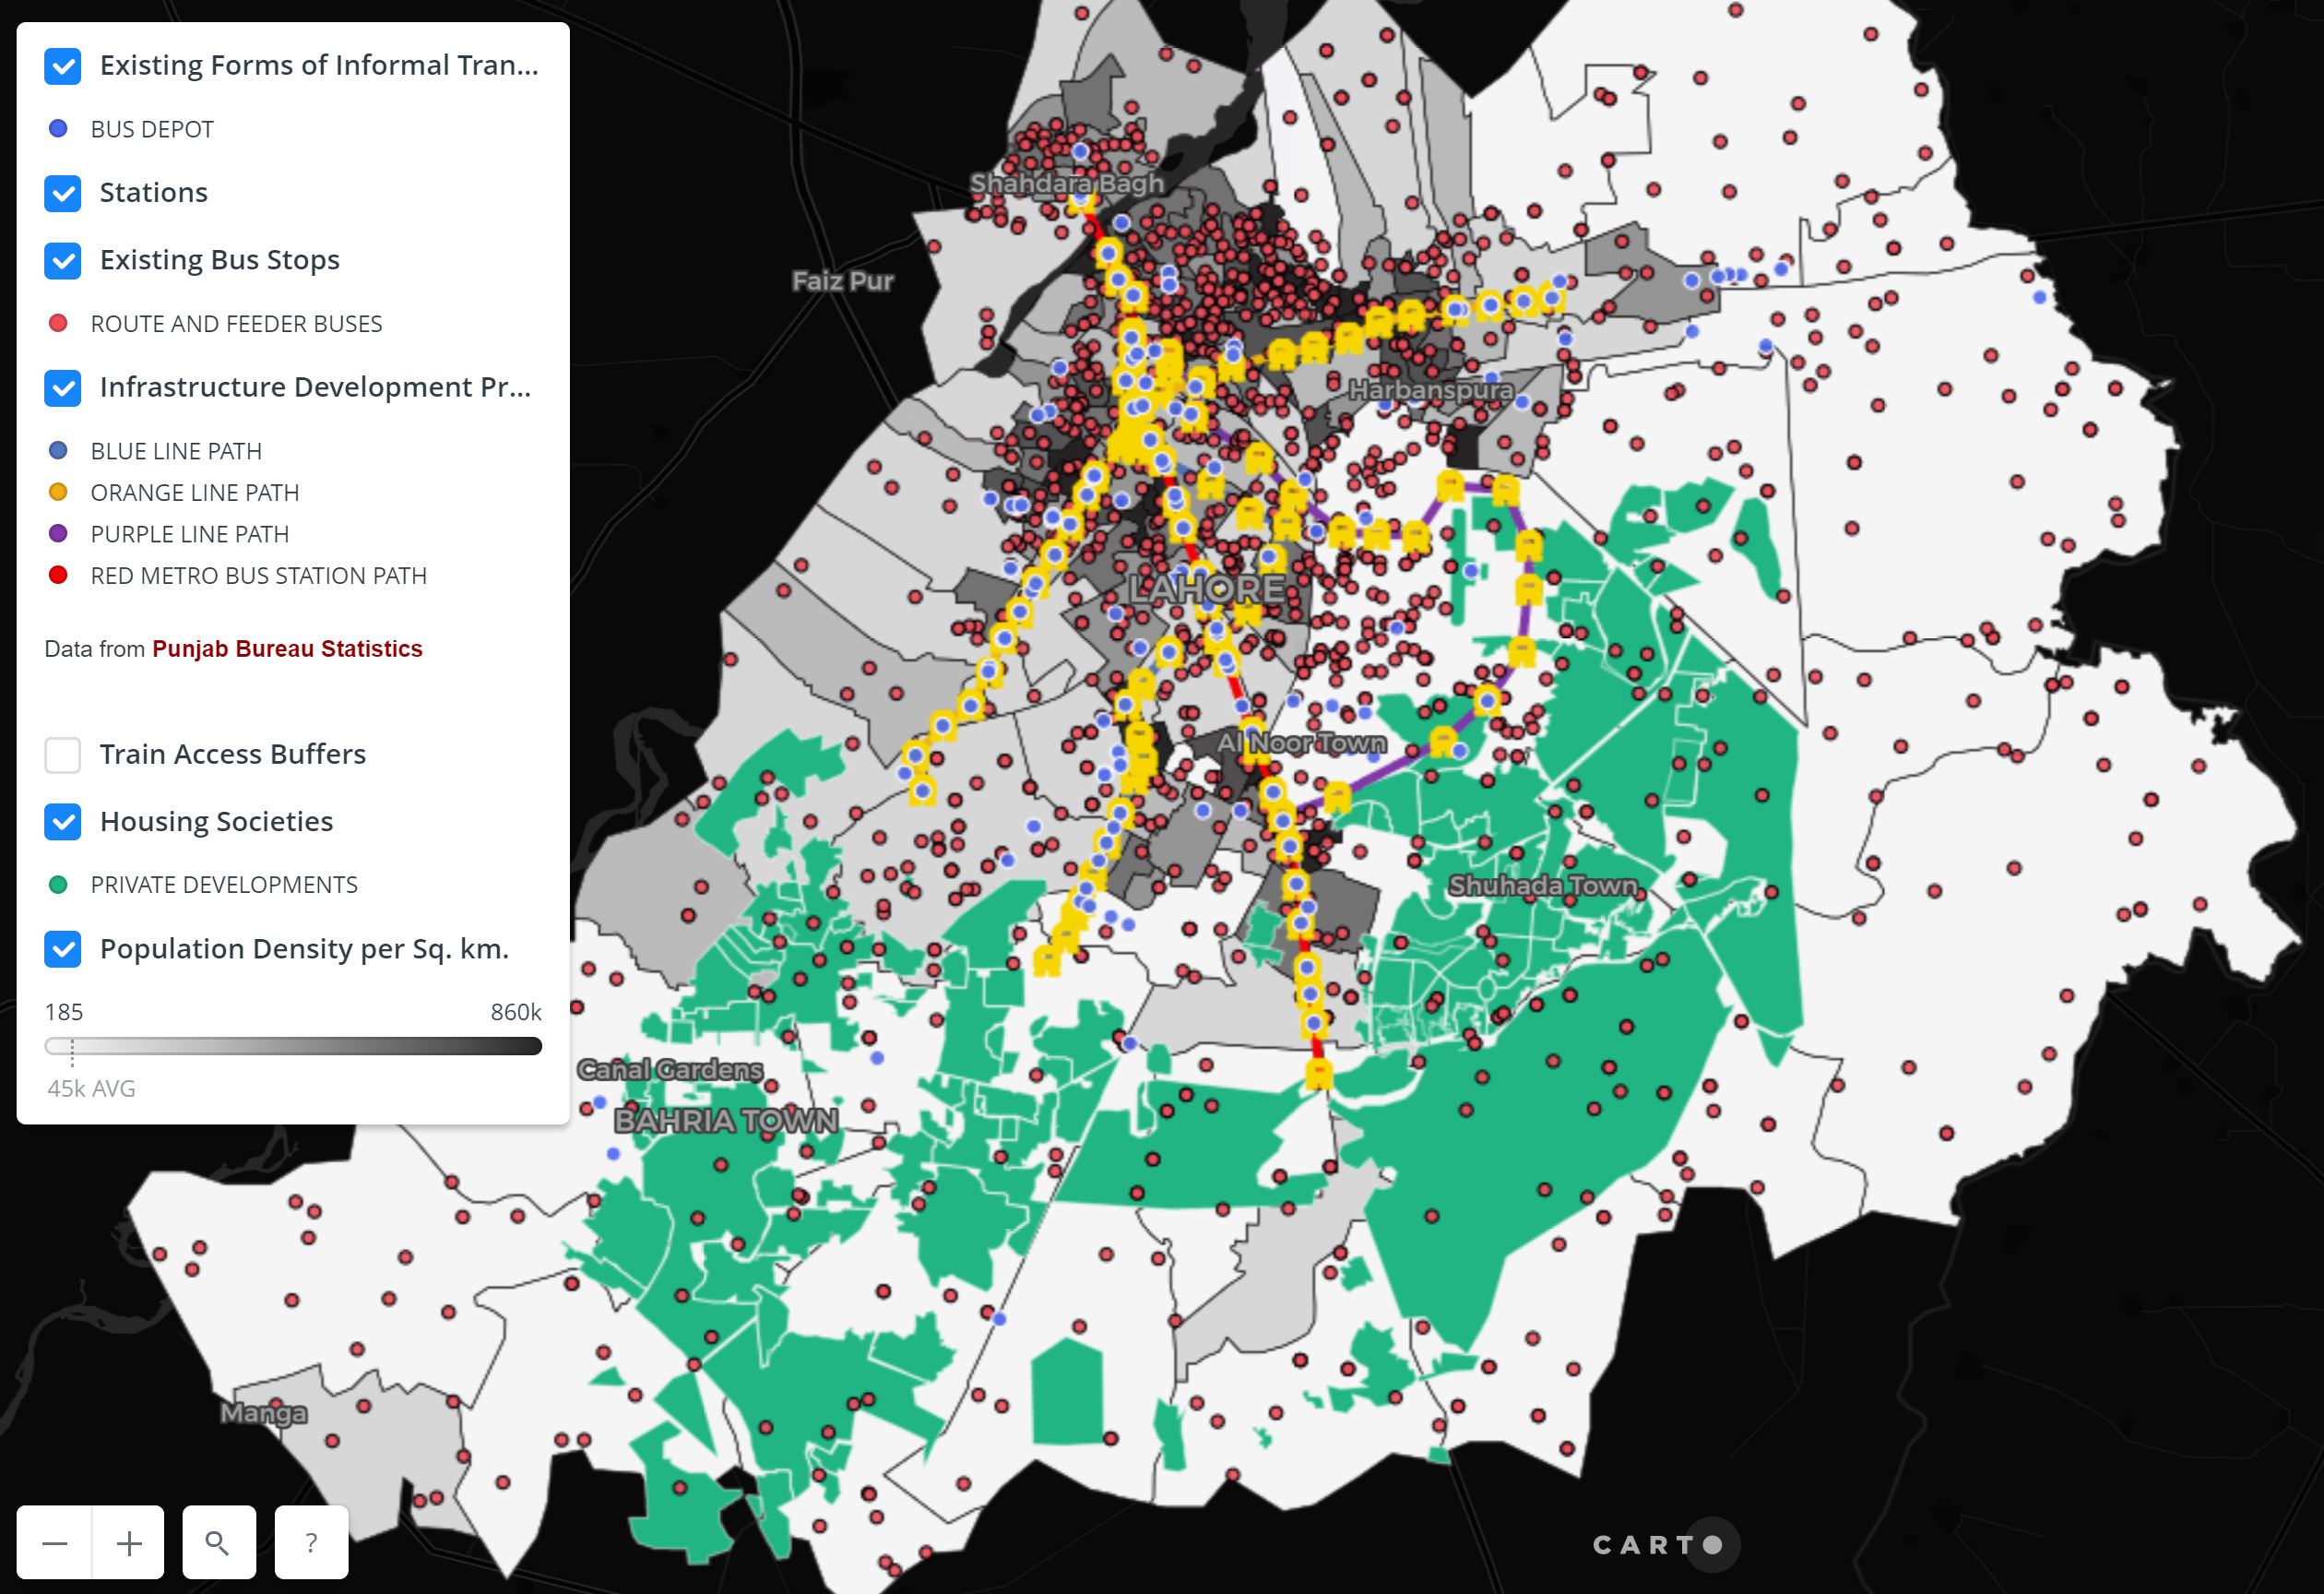 Existing Forms of Informal Tran...
BUS DEPOT
Stations
Existing Bus Stops
ROUTE AND FEEDER BUSES
Infrastructure Development Pr...
BLUE LINE PATH
ORANGE LINE PATH
PURPLE LINE PATH
RED METRO BUS STATION PATH
Data from Punjab Bureau Statistics
Train Access Buffers
Housing Societies
PRIVATE DEVELOPMENTS
Population Density per Sq. km.
185 860k
45k AVG
Shahdara Bagh
Faiz Pur
Harbanspura
LAHORE
Al Noor Town
Shuhada Town
Canal Gardens
BAHRIA TOWN
Manga
?
CARTO